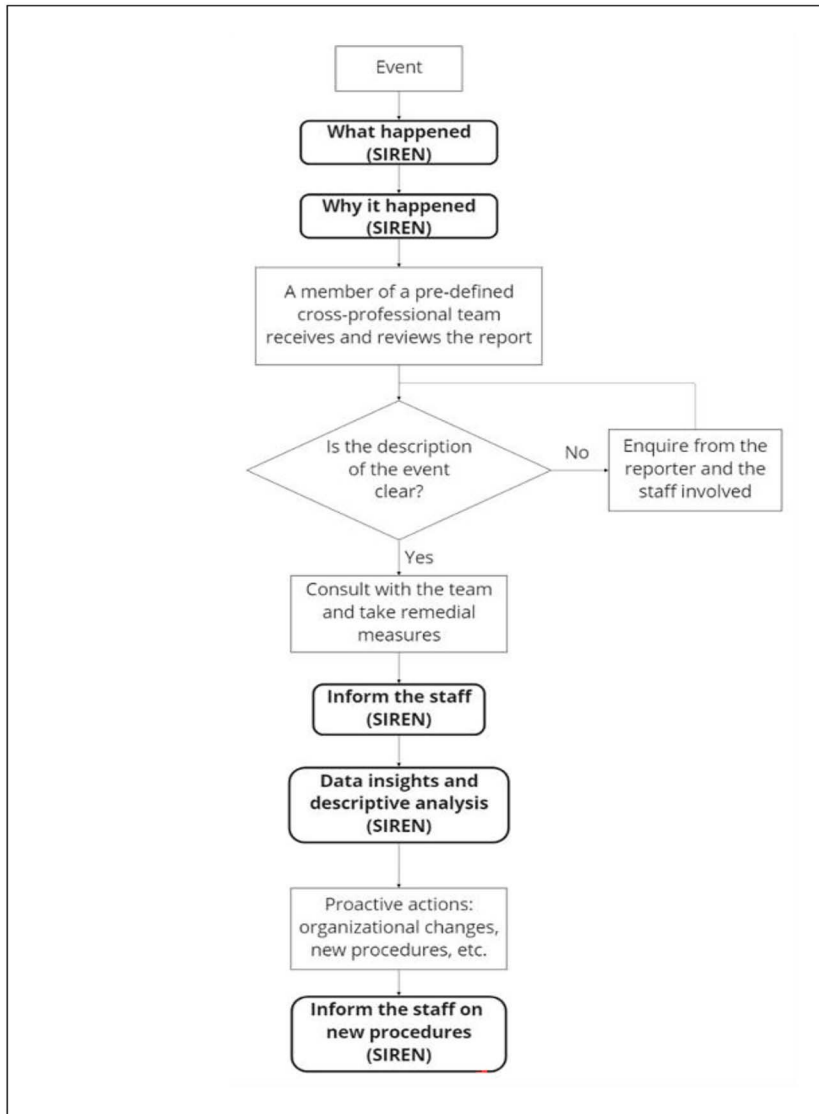 Event
What happened
(SIREN)
Why it happened
(SIREN)
A member of a pre-defined
cross-professional team
receives and reviews the report
Is the description
of the event
clear?
No
Enquire from the
reporter and the
staff involved
Yes
Consult with the team
and take remedial
measures
Inform the staff
(SIREN)
Data insights and
descriptive analysis
(SIREN)
Proactive actions:
organizational changes,
new procedures, etc.
Inform the staff on
new procedures
(SIREN)